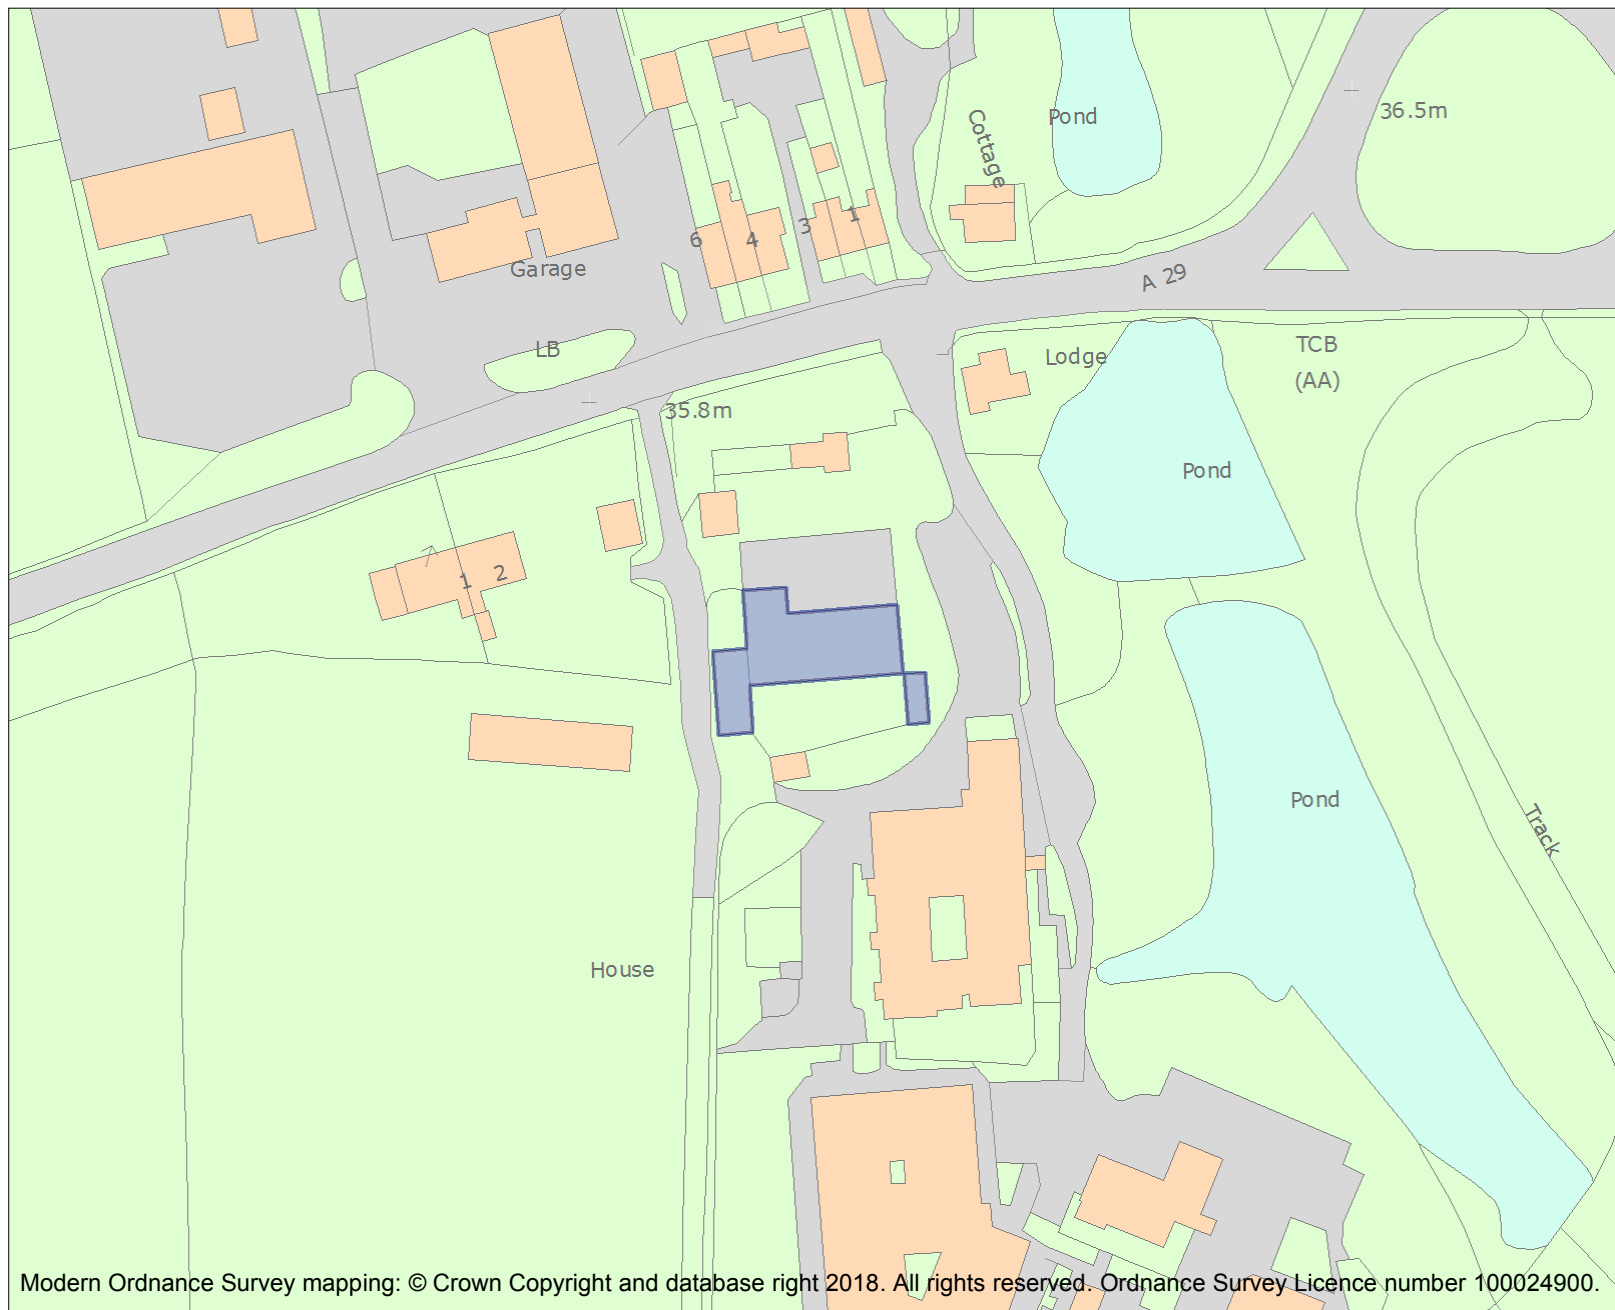 Cottage
Pond
36.5m
6
4
3
1
Garage
A 29
LB
Lodge
TCB
(AA)
35.8m
Pond
1
2
Pond
Track
House
Modern Ordnance Survey mapping: © Crown Copyright and database right 2018. All rights reserved. Ordnance Survey Licence number 100024900.